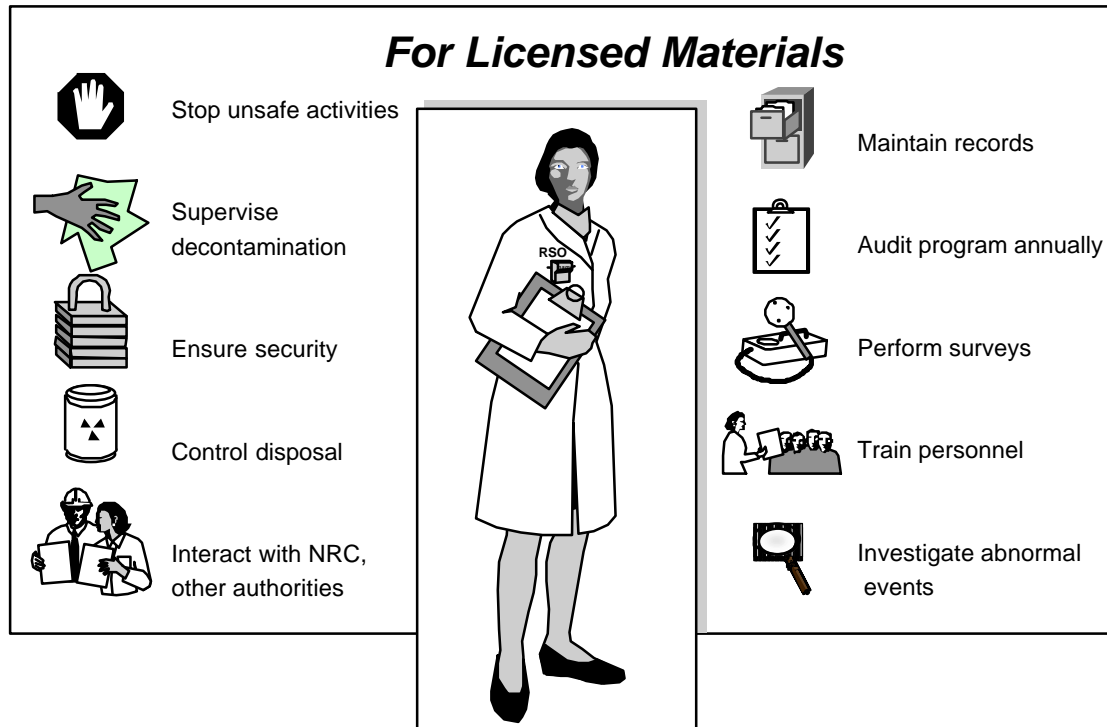 For Licensed Materials
Stop unsafe activities
Supervise
decontamination
Ensure security
Control disposal
Interact with NRC,
other authorities
RSO
Maintain records
Audit program annually
Perform surveys
Train personnel
Investigate abnormal
events